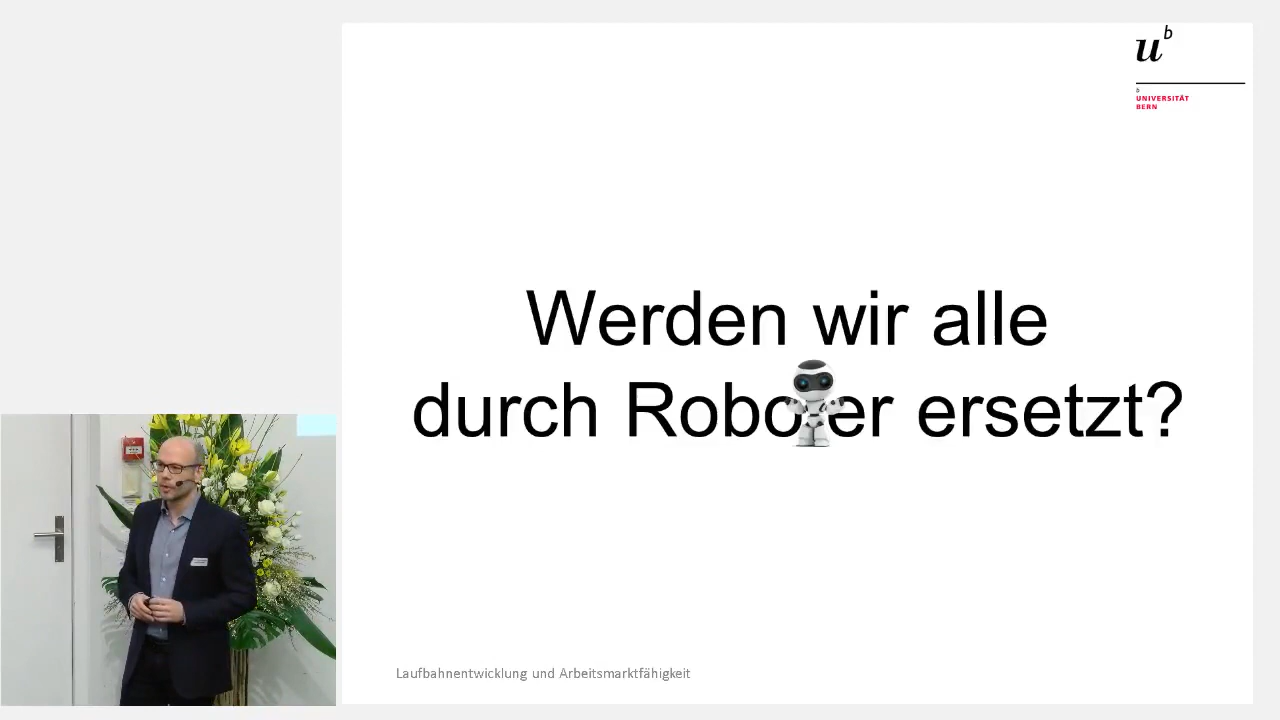 u b
b
UNIVERSITÄT
BERN
Werden wir alle
durch Roboter ersetzt?
Laufbahnentwicklung und Arbeitsmarktfähigkeit